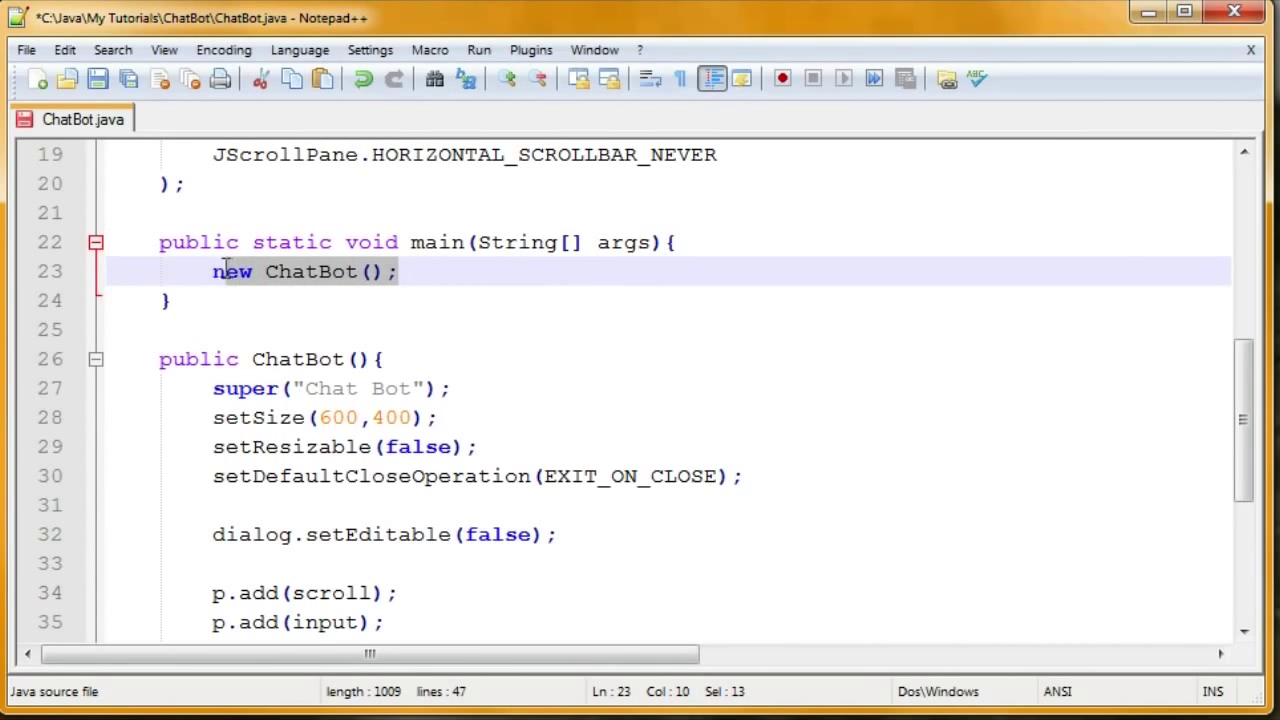 *C:\Java\My Tutorials\ChatBot\ChatBot.java - Notepad++
File Edit Search View Encoding Language Settings Macro Run Plugins Window ? X
ABC
ChatBot.java
19 JScrollPane.HORIZONTAL_SCROLLBAR_NEVER
20 );
21
22 public static void main(String[] args){
23 new ChatBot();
24 }
25
26 public ChatBot(){
27 super("Chat Bot");
28 setSize(600,400);
29 setResizable(false);
30 setDefaultCloseOperation(EXIT_ON_CLOSE);
31
32 dialog.setEditable(false);
33
34 p.add(scroll);
35 p.add(input);
Java source file length : 1009 lines : 47 Ln : 23 Col : 10 Sel : 13 Dos\Windows ANSI INS